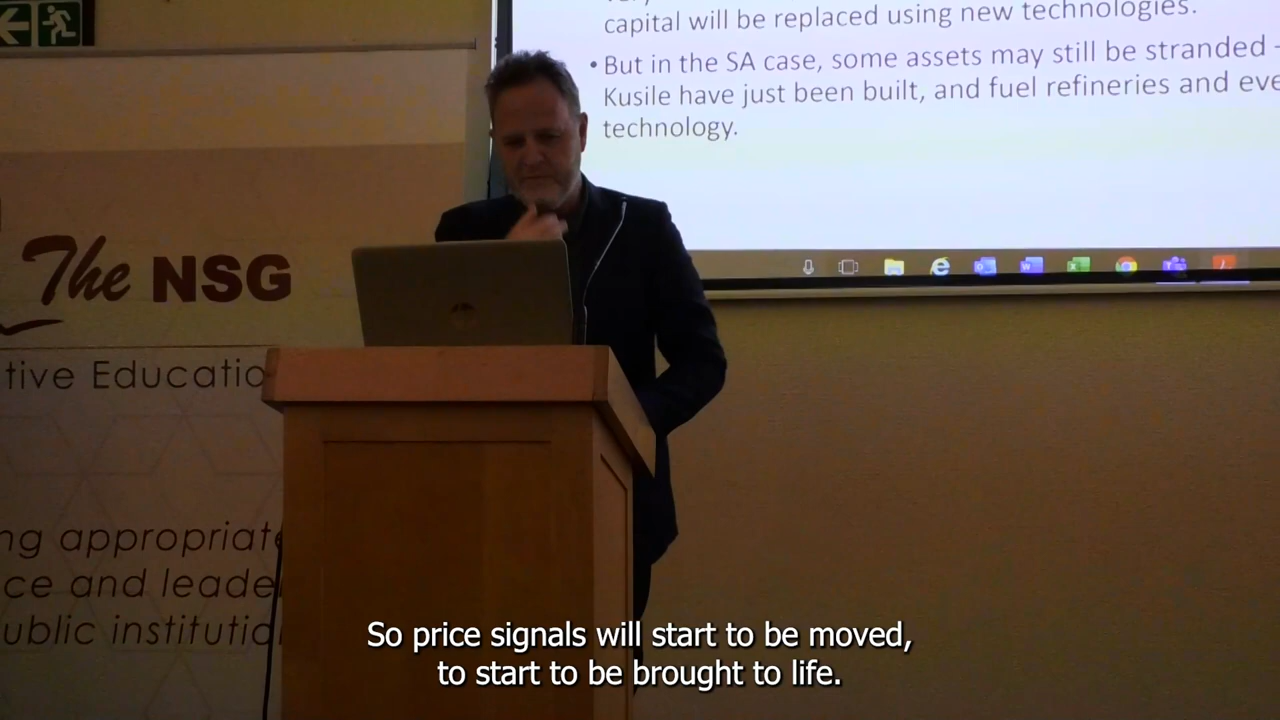 capital will be replaced using new technologies.
• But in the SA case, some assets may still be stranded -
Kusile have just been built, and fuel refineries and eve
technology.
The NSG
tive Educatio
ng appropriate
ce and leade
ublic institutio
So price signals will start to be moved,
to start to be brought to life.